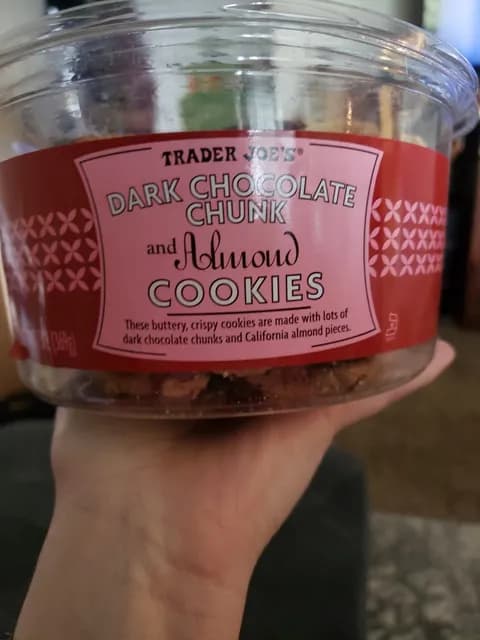 TRADER JOE'S®
DARK CHOCOLATE
CHUNK
and Almond
COOKIES
These buttery, crispy cookies are made with lots of
dark chocolate chunks and California almond pieces.